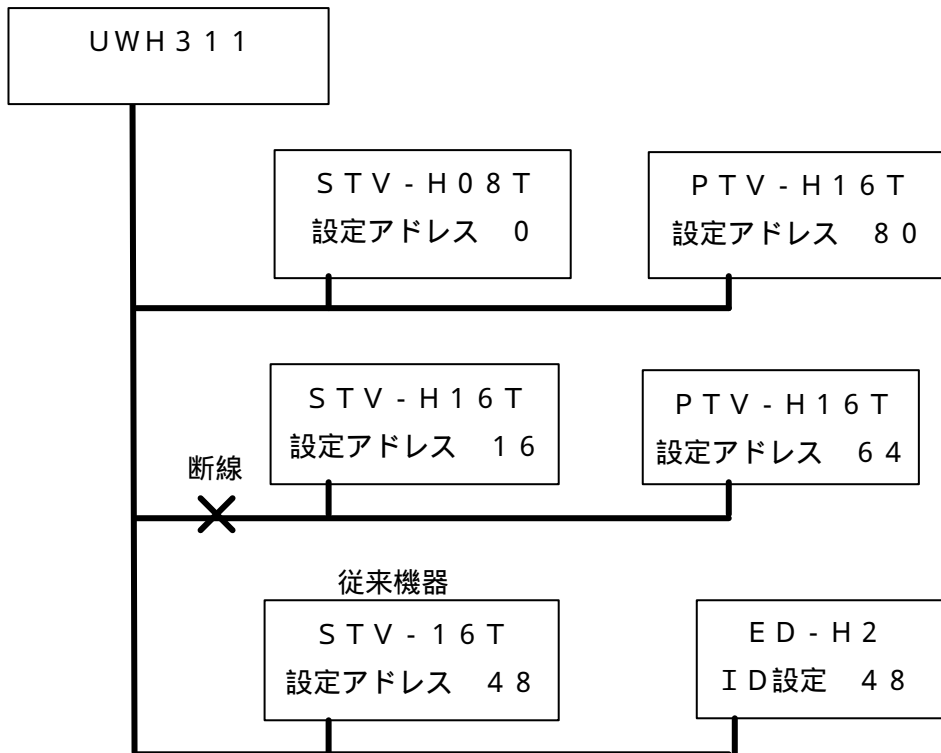 ＵＷＨ３１１
ＳＴＶ‐Ｈ０８Ｔ
設定アドレス　０
ＰＴＶ‐Ｈ１６Ｔ
設定アドレス　８０
ＳＴＶ‐Ｈ１６Ｔ
設定アドレス　１６
ＰＴＶ‐Ｈ１６Ｔ
設定アドレス　６４
断線
従来機器
ＳＴＶ‐１６Ｔ
設定アドレス　４８
ＥＤ‐Ｈ２
ＩＤ設定　４８